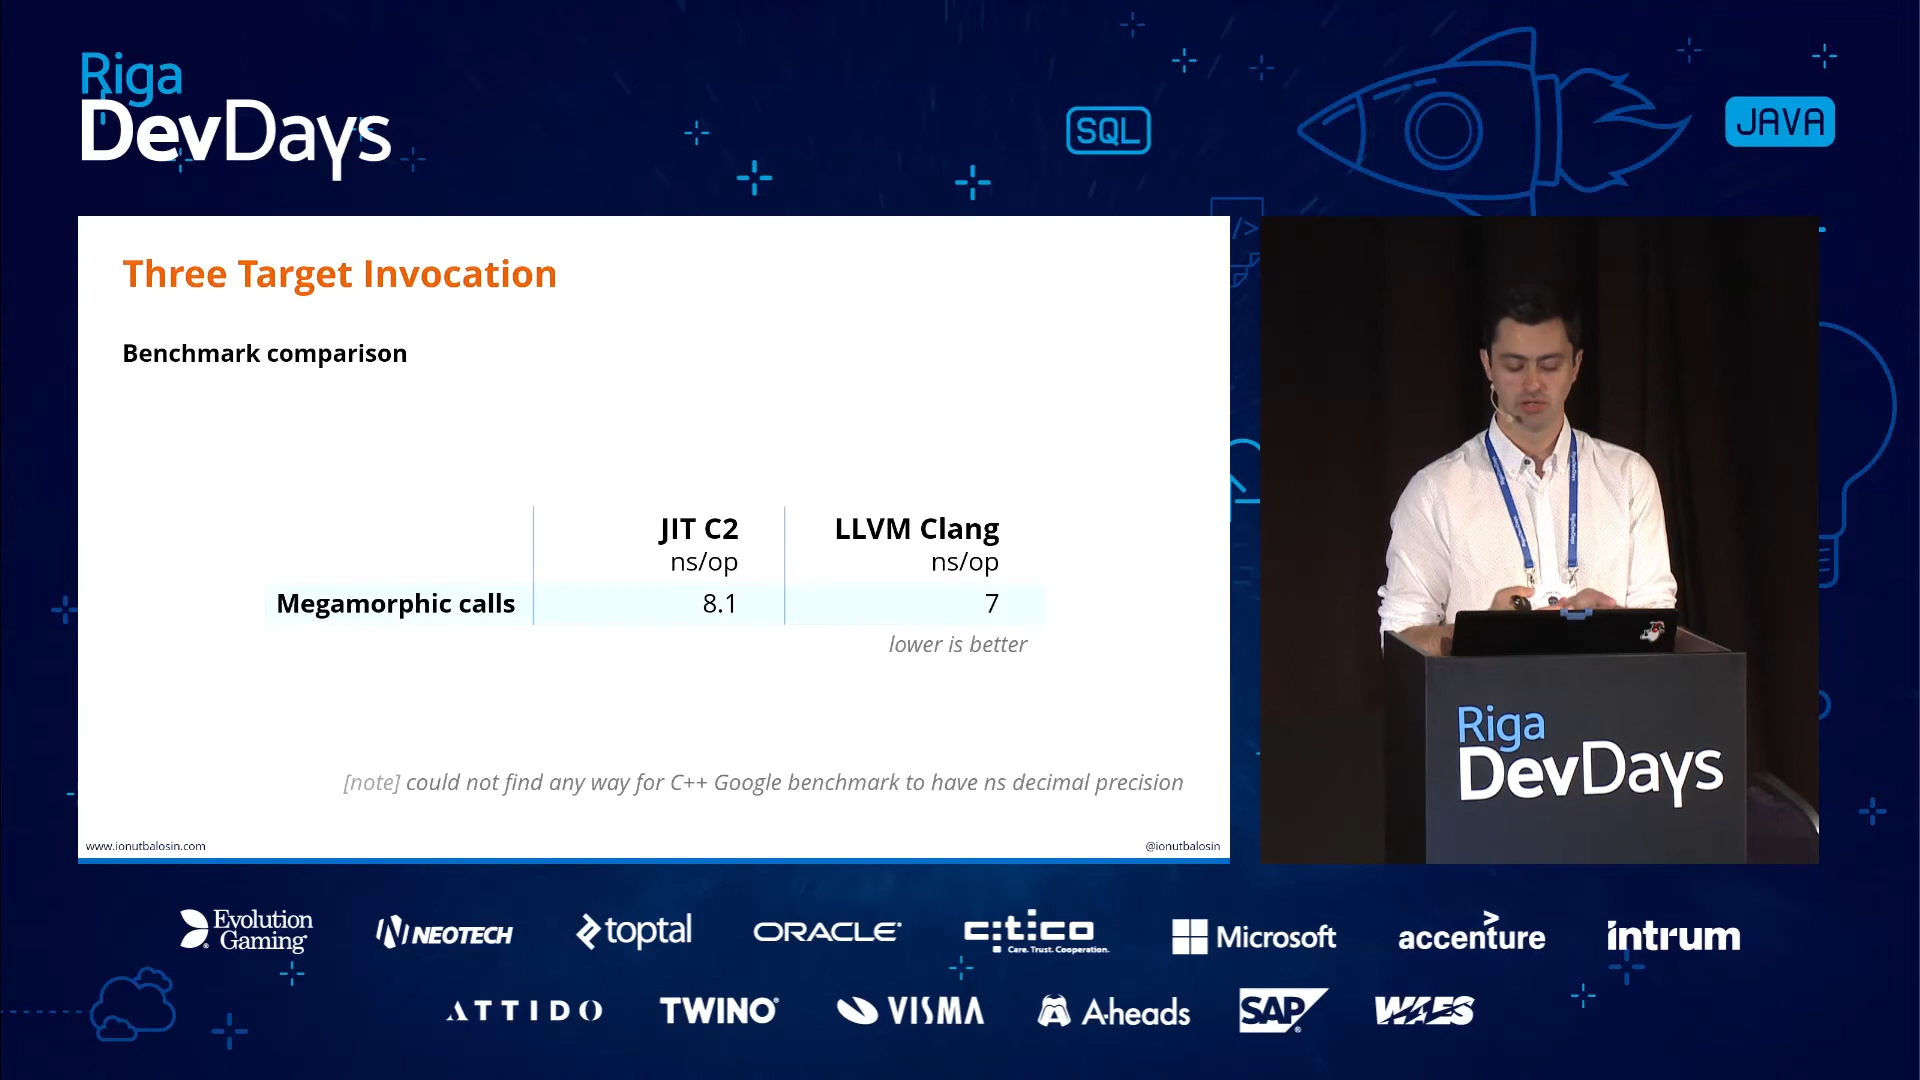 Riga
DevDays
SQL
JAVA
</>
Three Target Invocation
Benchmark comparison
JIT C2 LLVM Clang
ns/op ns/op
Megamorphic calls 8.1 7
lower is better
[note] could not find any way for C++ Google benchmark to have ns decimal precision
www.ionutbalosin.com @ionutbalosin
Riga
DevDays
Evolution
Gaming
NEOTECH
toptal
ORACLE
citico
Care. Trust. Cooperation.
Microsoft
accenture
intrum
ATTIDO
TWINO
VISMA
A-heads
SAP